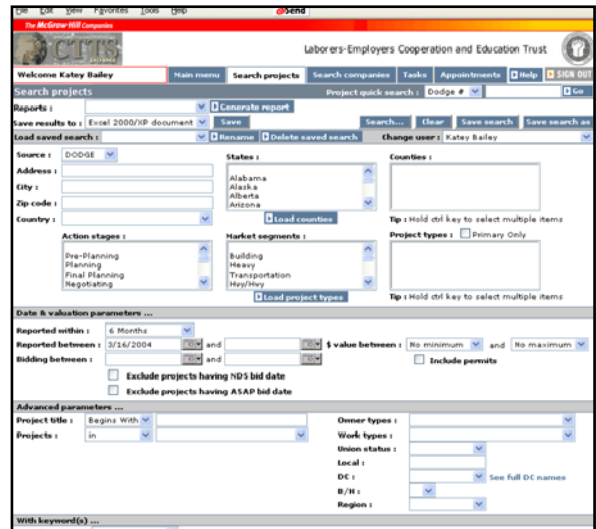 File Edit View Favorites Tools Help Send
The McGraw-Hill Companies
CTTS Laborers-Employers Cooperation and Education Trust
Welcome Katey Bailey Main menu Search projects Search companies Tasks Appointments Help SIGN OUT
Search projects Project quick search : Dodge # Go
Reports : Generate report
Save results to : Excel 2000/XP document Save Search... Clear Save search Save search as
Load saved search : Rename Delete saved search Change user : Katey Bailey
Source : DODGE States : Counties :
Address :
Alabama
City : Alaska
Alberta
Zip code : Arizona
Country : Load counties Tip : Hold ctrl key to select multiple items
Action stages : Market segments : Project types : Primary Only
Pre-Planning Building
Planning Heavy
Final Planning Transportation
Negotiating Hwy/Hvy
Load project types Tip : Hold ctrl key to select multiple items
Date & valuation parameters ...
Reported within : 6 Months
Reported between : 3/16/2004 and $ value between : No minimum and No maximum
Bidding between : and Include permits
Exclude projects having NDS bid date
Exclude projects having ASAP bid date
Advanced parameters ...
Project title : Begins With Owner types :
Projects : in Work types :
Union status :
Local :
DC : See full DC names
B/H :
Region :
With keyword(s) ...